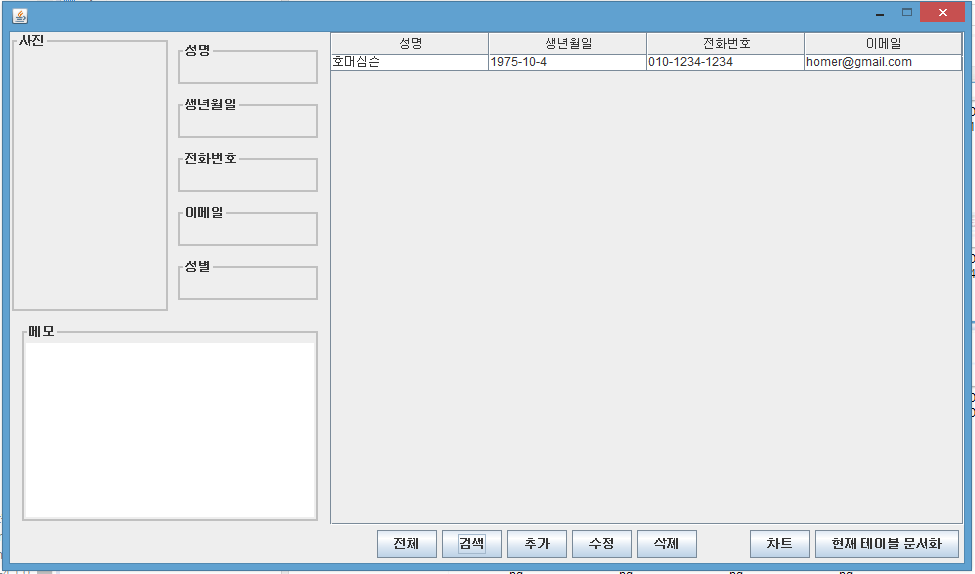 사진
성명
생년월일
전화번호
이메일
성별
메모
성명 생년월일 전화번호 이메일
호머심슨 1975-10-4 010-1234-1234 homer@gmail.com
전체 검색 추가 수정 삭제 차트 현재 테이블 문서화